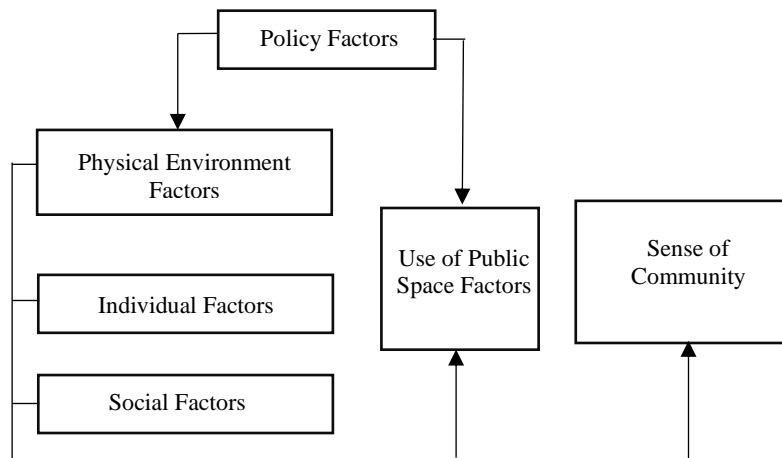 Policy Factors
Physical Environment
Factors
Use of Public
Space Factors
Sense of
Community
Individual Factors
Social Factors